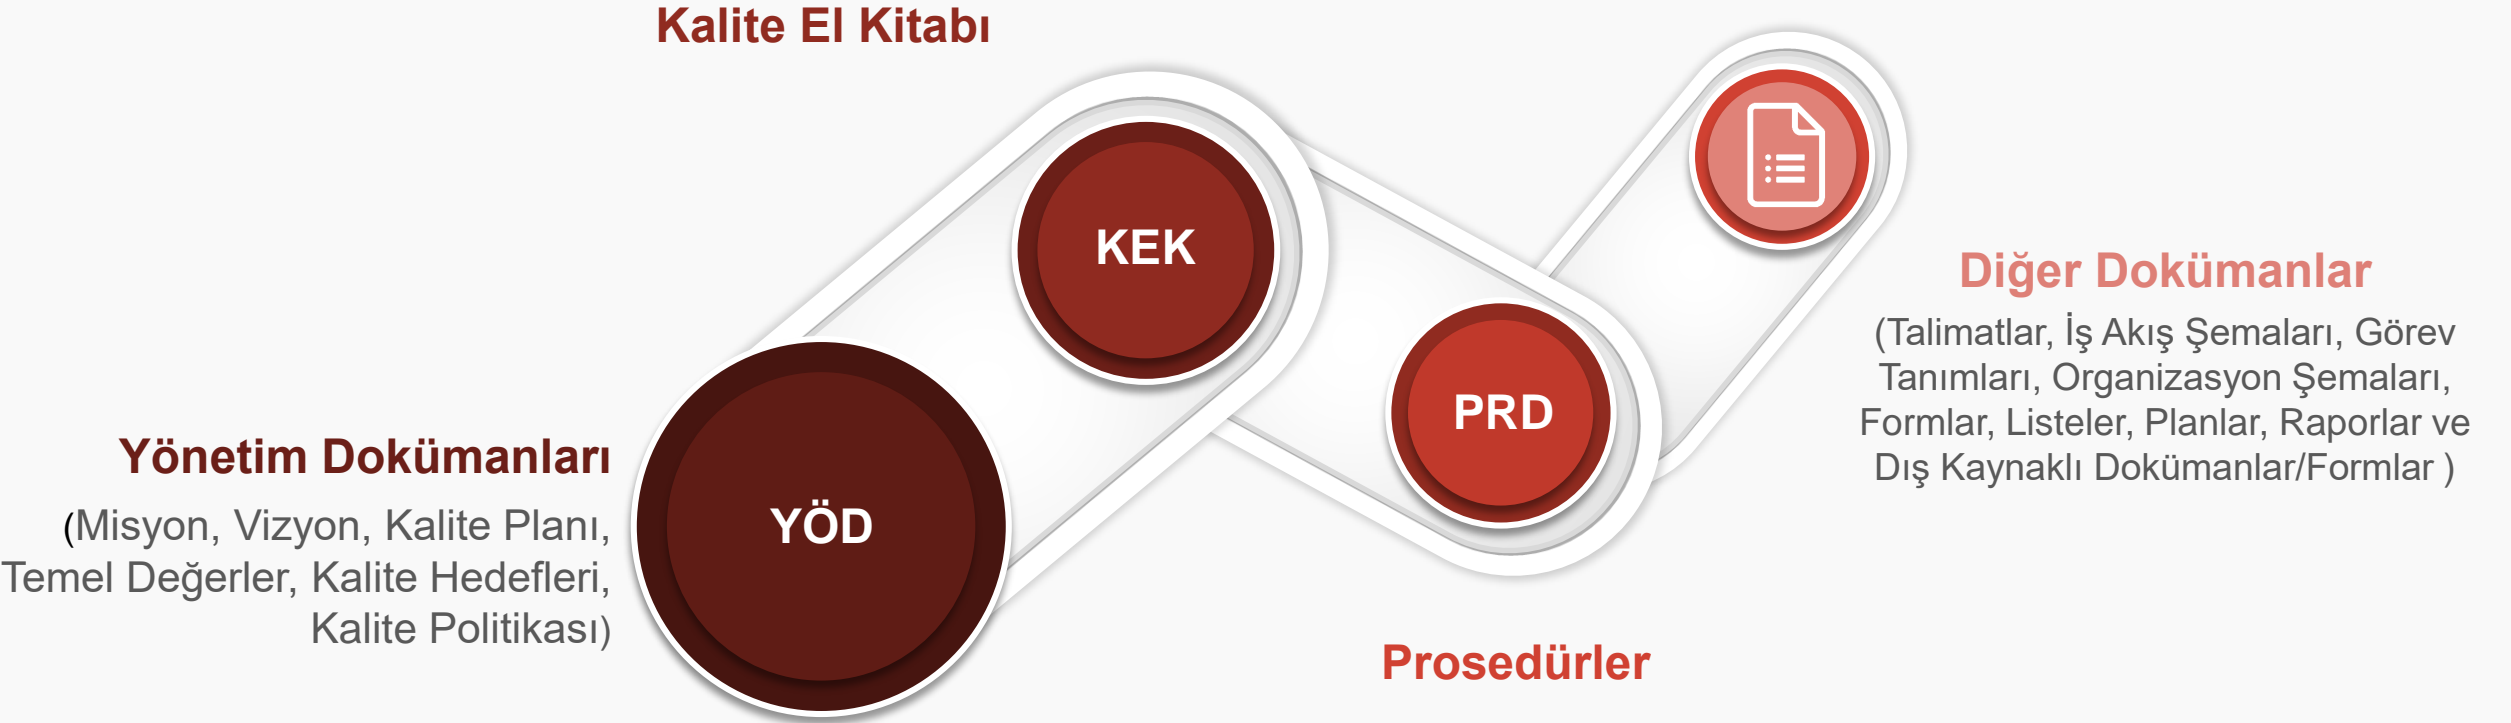 Kalite El Kitabı
KEK
YÖD
Yönetim Dokümanları
(Misyon, Vizyon, Kalite Planı,
Temel Değerler, Kalite Hedefleri,
Kalite Politikası)
PRD
Prosedürler
Diğer Dokümanlar
(Talimatlar, İş Akış Şemaları, Görev
Tanımları, Organizasyon Şemaları,
Formlar, Listeler, Planlar, Raporlar ve
Dış Kaynaklı Dokümanlar/Formlar )